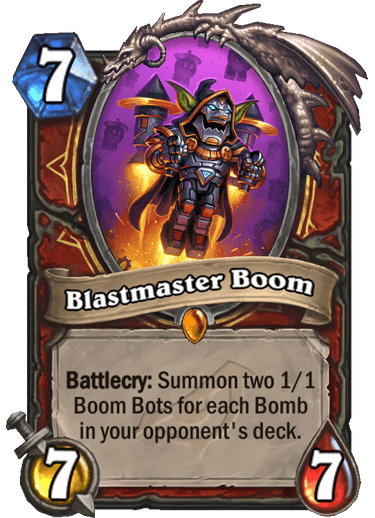 7
Blastmaster Boom
Battlecry: Summon two 1/1
Boom Bots for each Bomb
in your opponent's deck.
7
7